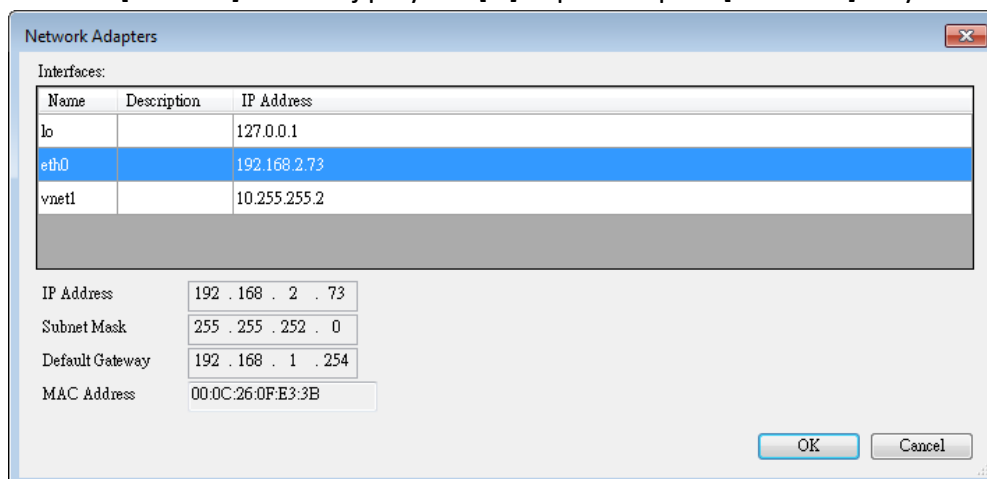 Network Adapters
Interfaces:
Name Description IP Address
lo 127.0.0.1
eth0 192.168.2.73
vnet1 10.255.255.2
IP Address 192 . 168 . 2 . 73
Subnet Mask 255 . 255 . 252 . 0
Default Gateway 192 . 168 . 1 . 254
MAC Address 00:0C:26:0F:E3:3B
OK Cancel